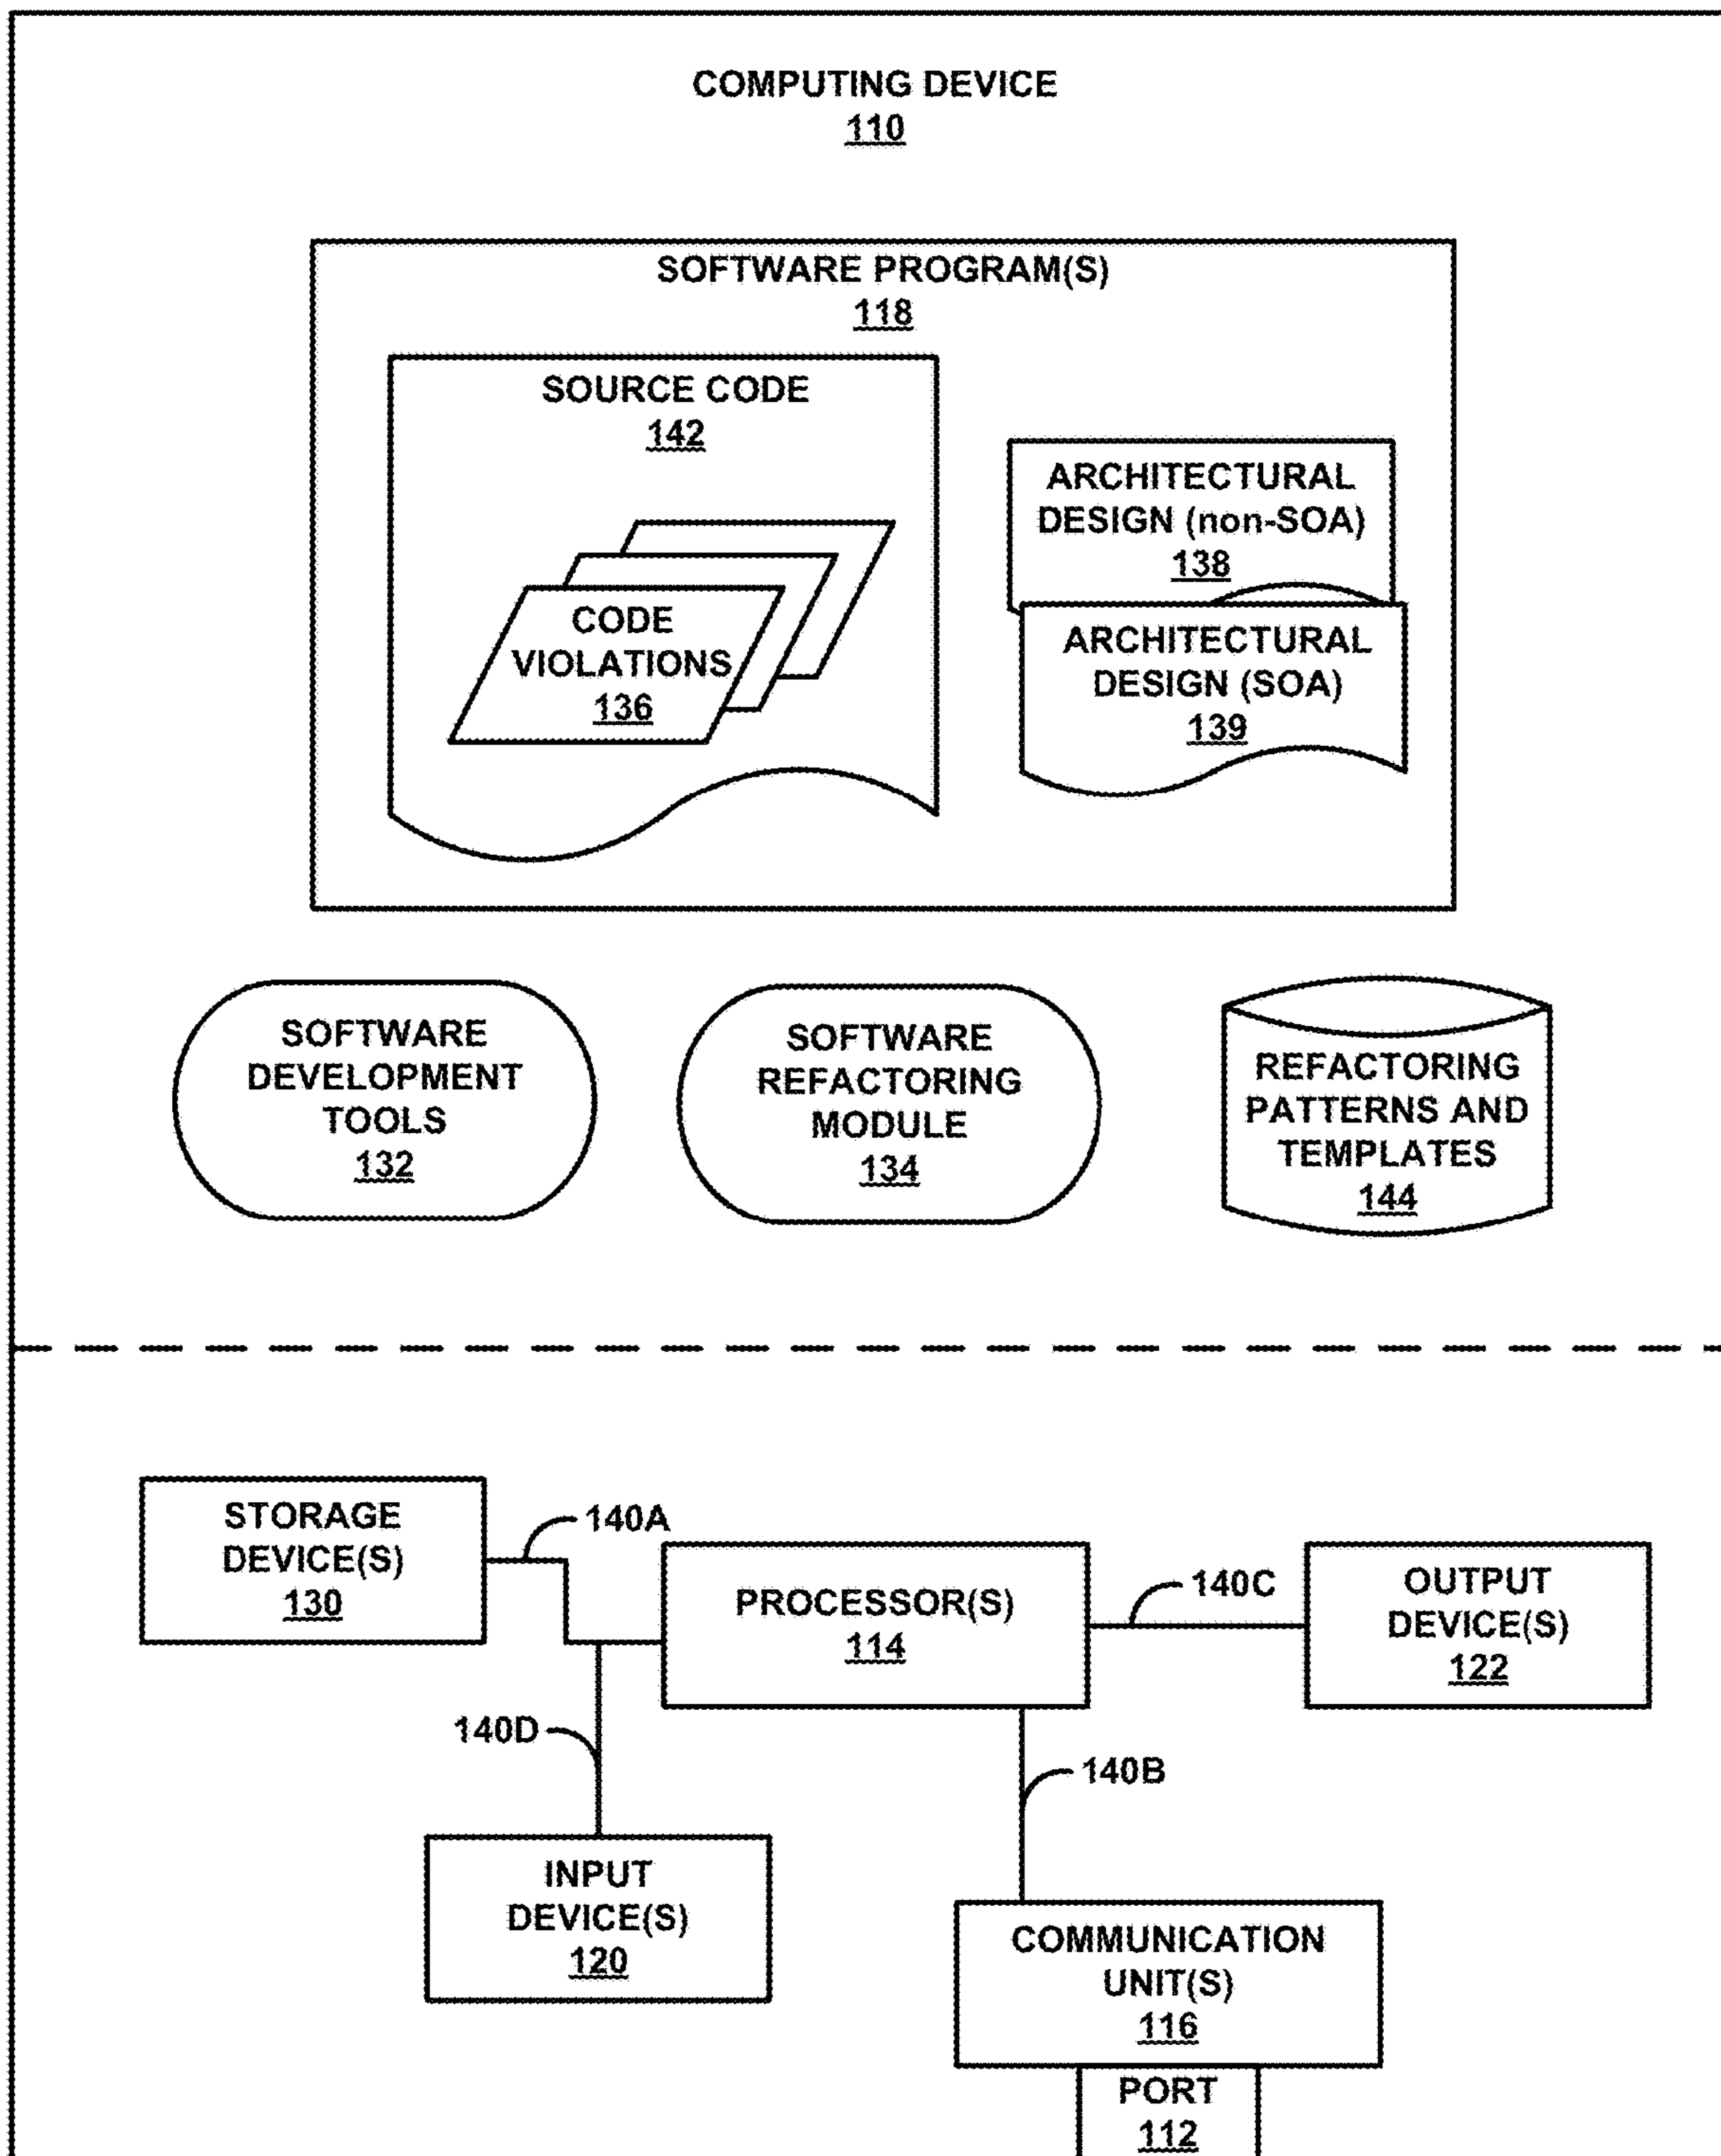 COMPUTING DEVICE
110
SOFTWARE PROGRAM(S)
118
SOURCE CODE
142
CODE
VIOLATIONS
136
ARCHITECTURAL
DESIGN (non-SOA)
138
ARCHITECTURAL
DESIGN (SOA)
139
SOFTWARE
DEVELOPMENT
TOOLS
132
SOFTWARE
REFACTORING
MODULE
134
REFACTORING
PATTERNS AND
TEMPLATES
144
STORAGE
DEVICE(S)
130
140A
PROCESSOR(S)
114
140C
OUTPUT
DEVICE(S)
122
140D
140B
INPUT
DEVICE(S)
120
COMMUNICATION
UNIT(S)
116
PORT
112